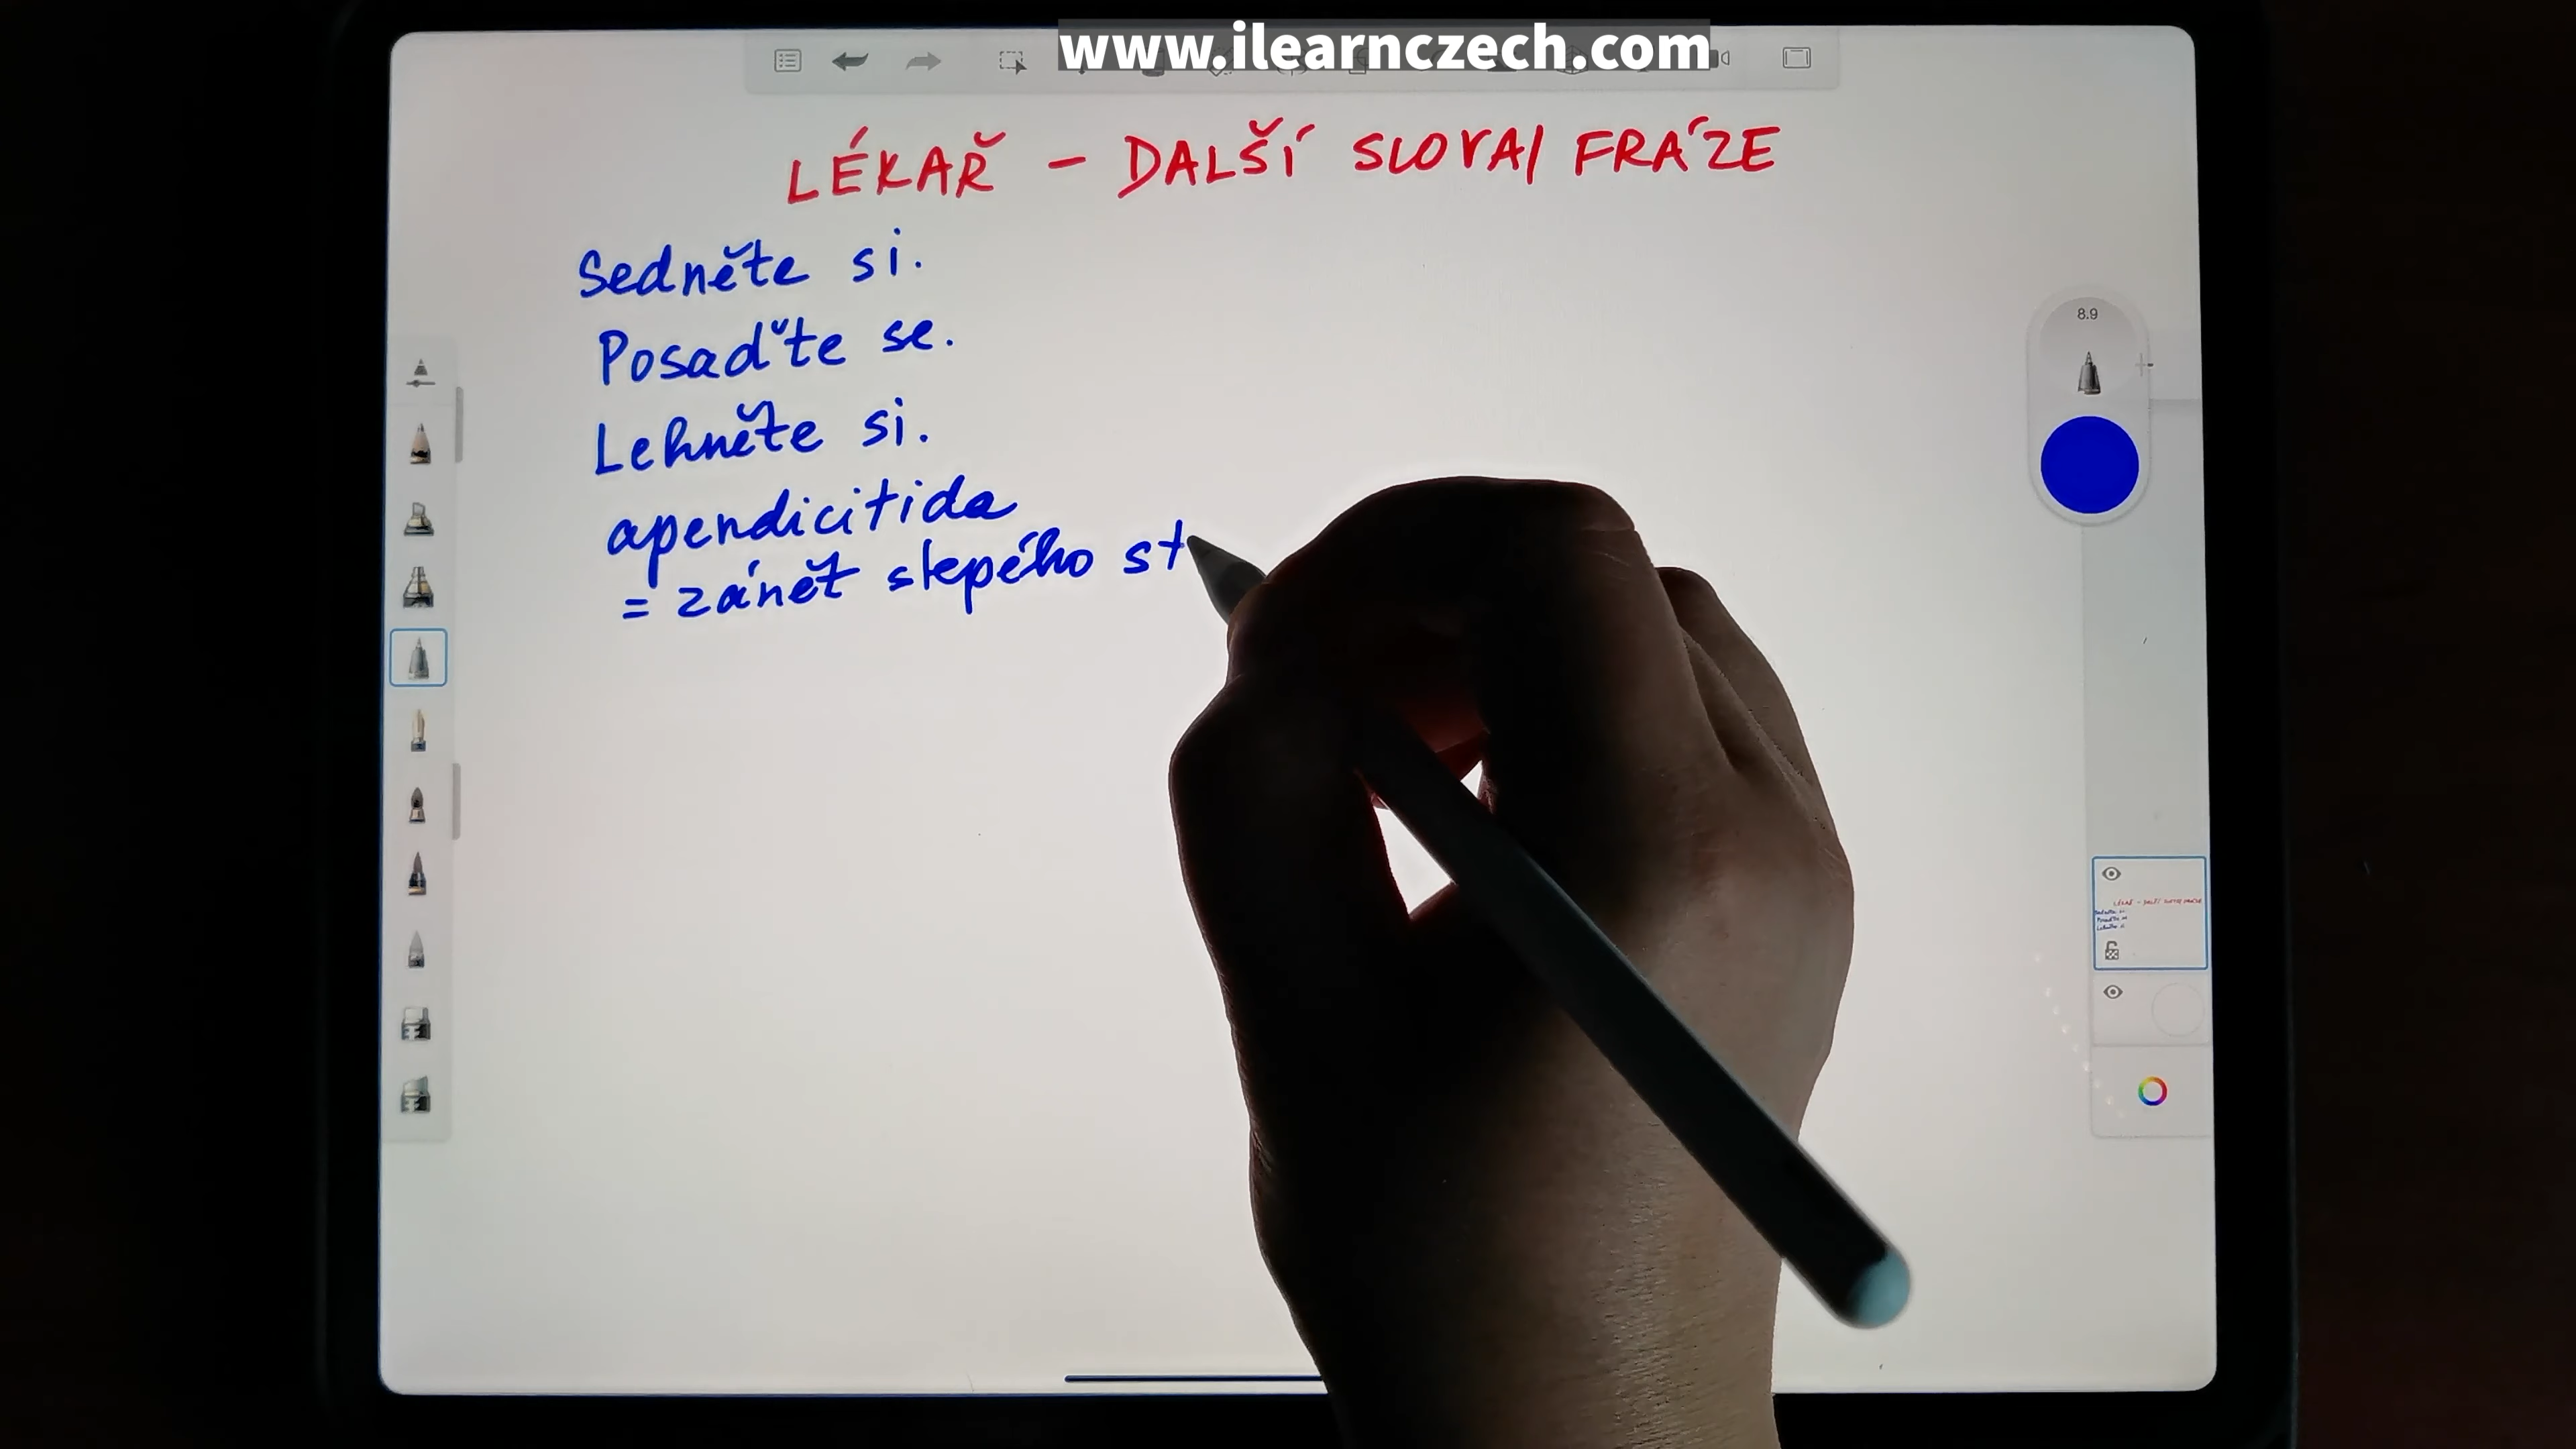 www.ilearnczech.com
LÉKAŘ - DALŠÍ SLOVA/ FRÁZE
8.9
Sedněte si.
Posaďte se.
Lehněte si.
apendicitida
= zánět slepého st